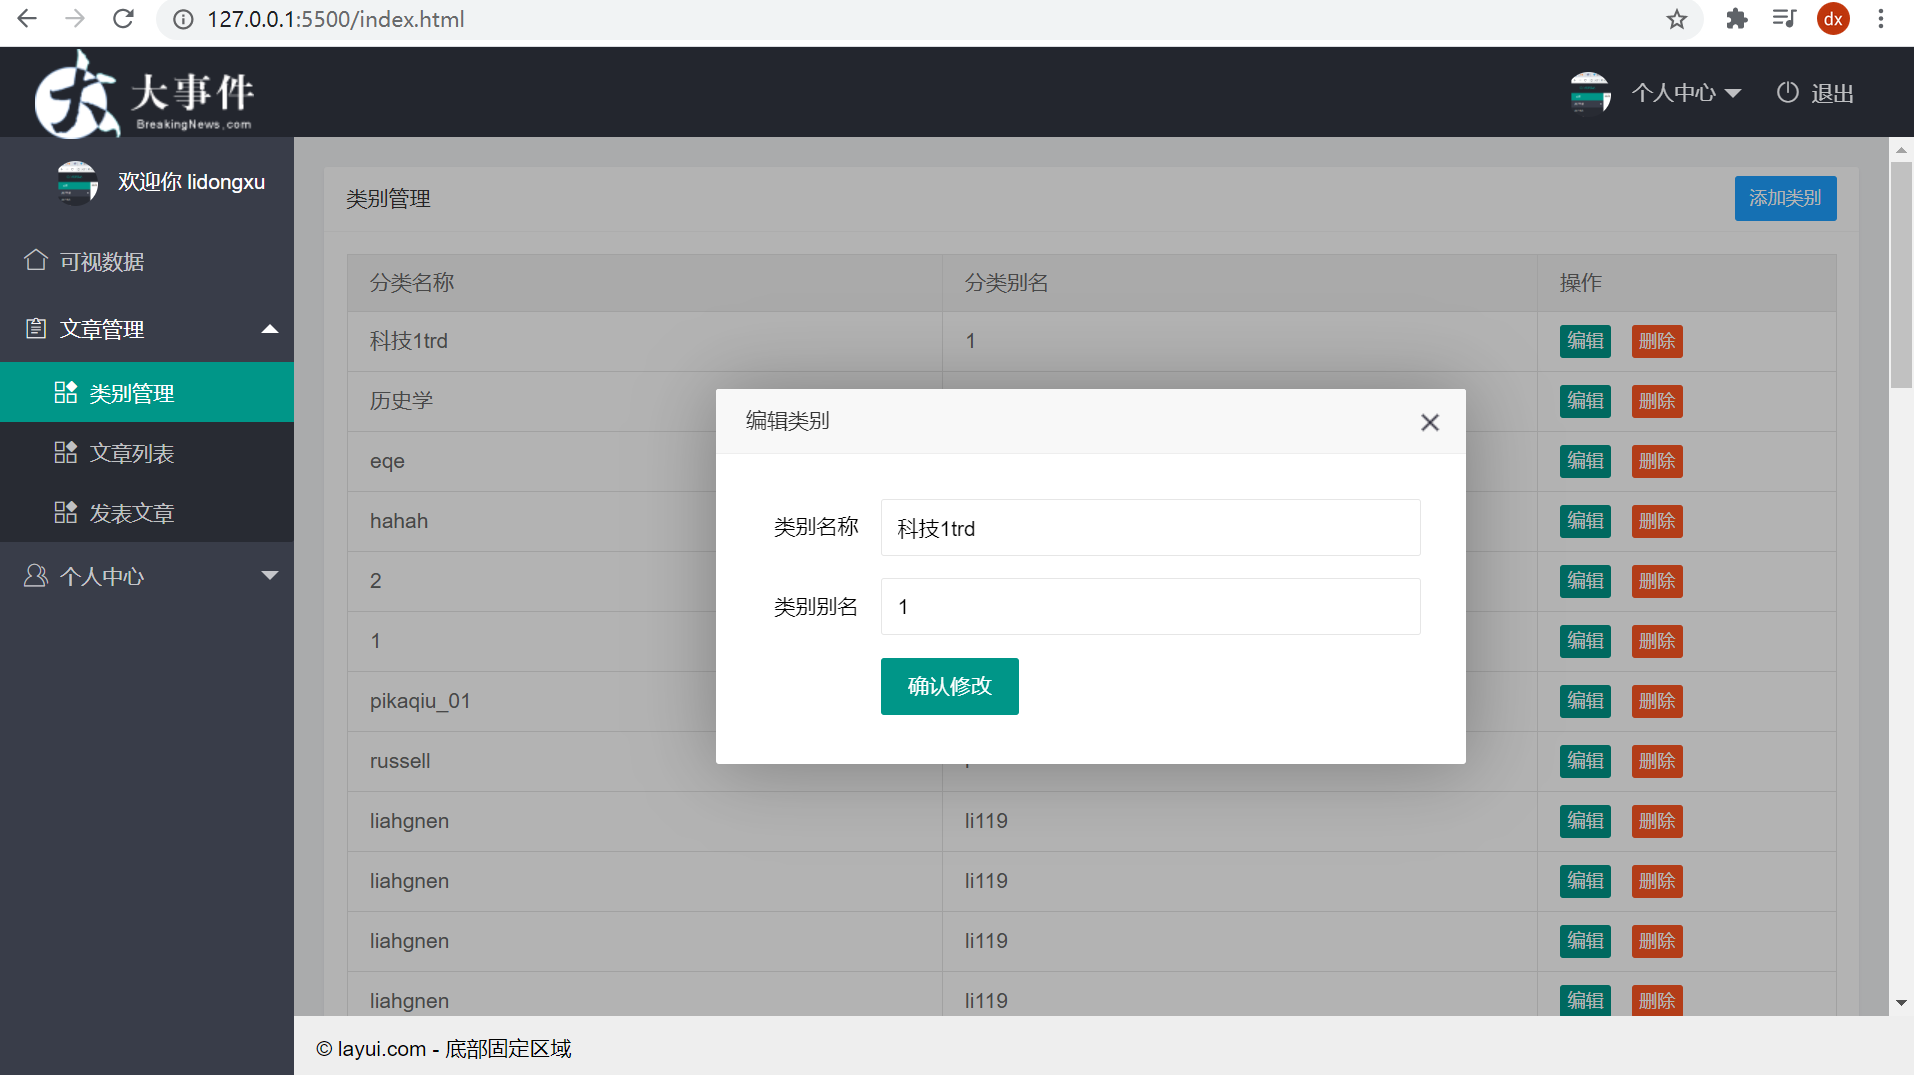 127.0.0.1:5500/index.html
dx
大事件
BreakingNews.com
个人中心
退出
欢迎你 lidongxu
可视数据
文章管理
类别管理
文章列表
发表文章
个人中心
类别管理
添加类别
分类名称 分类别名 操作
科技1trd 1 编辑 删除
历史学 编辑 删除
eqe 编辑 删除
hahah 编辑 删除
2 编辑 删除
1 编辑 删除
pikaqiu_01 编辑 删除
russell 编辑 删除
liahgnen li119 编辑 删除
liahgnen li119 编辑 删除
liahgnen li119 编辑 删除
liahgnen li119 编辑 删除
编辑类别
类别名称 科技1trd
类别别名 1
确认修改
© layui.com - 底部固定区域